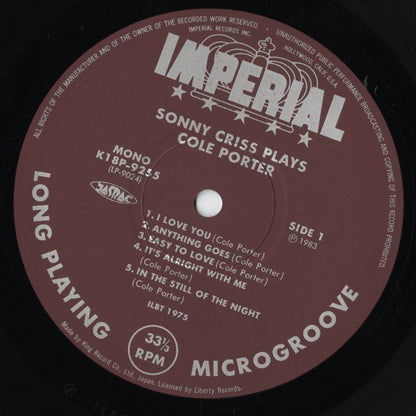 ALL RIGHTS OF THE MANUFACTURER AND OF THE OWNER OF THE RECORDED WORK RESERVED.
UNAUTHORIZED PUBLIC PERFORMANCE BROADCASTING AND COPYING OF THIS RECORD PROHIBITED.
IMPERIAL RECORDS INC.
HOLLYWOOD, CALIF. U.S.A.
IMPERIAL
SONNY CRISS PLAYS
COLE PORTER
MONO
K18P-9255
(LP-9024)
SIDE 1
℗ 1983
1. I LOVE YOU (Cole Porter)
2. ANYTHING GOES (Cole Porter)
3. EASY TO LOVE (Cole Porter)
4. IT'S ALRIGHT WITH ME
(Cole Porter)
5. IN THE STILL OF THE NIGHT
(Cole Porter)
ILBT 1975
LONG PLAYING
33 1/3
RPM
MICROGROOVE
Made by King Record Co., Ltd., Japan. Licensed by Liberty Records.